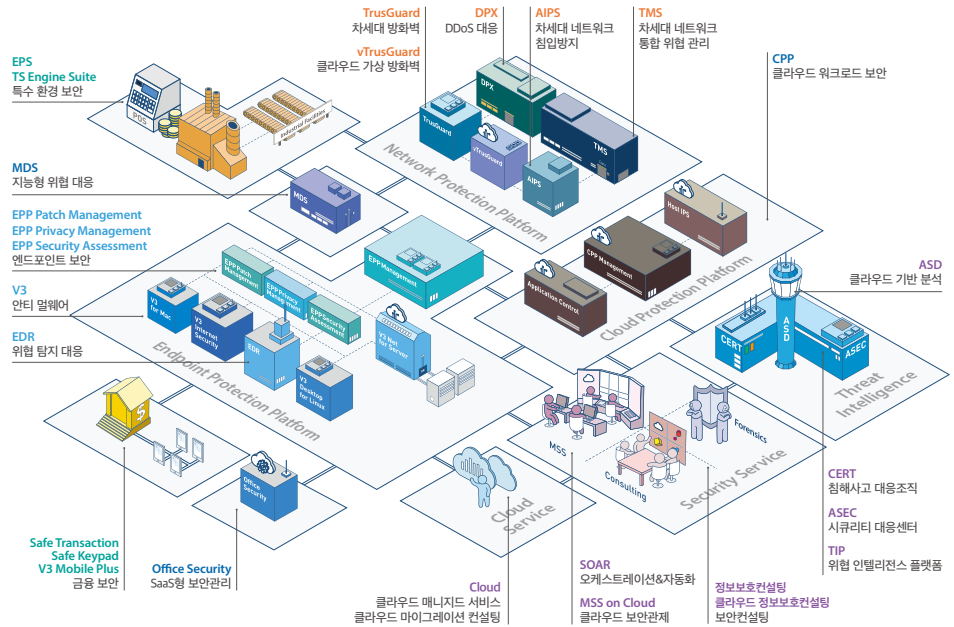 TrusGuard
차세대 방화벽
vTrusGuard
클라우드 가상 방화벽
DPX
DDoS 대응
AIPS
차세대 네트워크
침입방지
TMS
차세대 네트워크
통합 위협 관리
CPP
클라우드 워크로드 보안
EPS
TS Engine Suite
특수 환경 보안
POS
Industrial Facilities
DPX
TrusGuard
vTrusGuard
TMS
AIPS
Network Protection Platform
MDS
지능형 위협 대응
MDS
EPP Patch Management
EPP Privacy Management
EPP Security Assessment
엔드포인트 보안
V3
안티 멀웨어
EDR
위협 탐지 대응
EPP Patch
Management
EPP Privacy
Management
EPP Security
Assessment
EPP Management
V3
for Mac
V3
Internet
Security
EDR
V3
Desktop
for Linux
V3 Net
for Server
Endpoint Protection Platform
Host IPS
CPP Management
Application Control
Cloud Protection Platform
ASD
클라우드 기반 분석
CERT
ASD
ASEC
Threat
Intelligence
$
Office
Security
Cloud
Service
MSS
Consulting
Forensics
Security Service
CERT
침해사고 대응조직
ASEC
시큐리티 대응센터
TIP
위협 인텔리전스 플랫폼
Safe Transaction
Safe Keypad
V3 Mobile Plus
금융 보안
Office Security
SaaS형 보안관리
Cloud
클라우드 매니지드 서비스
클라우드 마이그레이션 컨설팅
SOAR
오케스트레이션&자동화
MSS on Cloud
클라우드 보안관제
정보보호컨설팅
클라우드 정보보호컨설팅
보안컨설팅